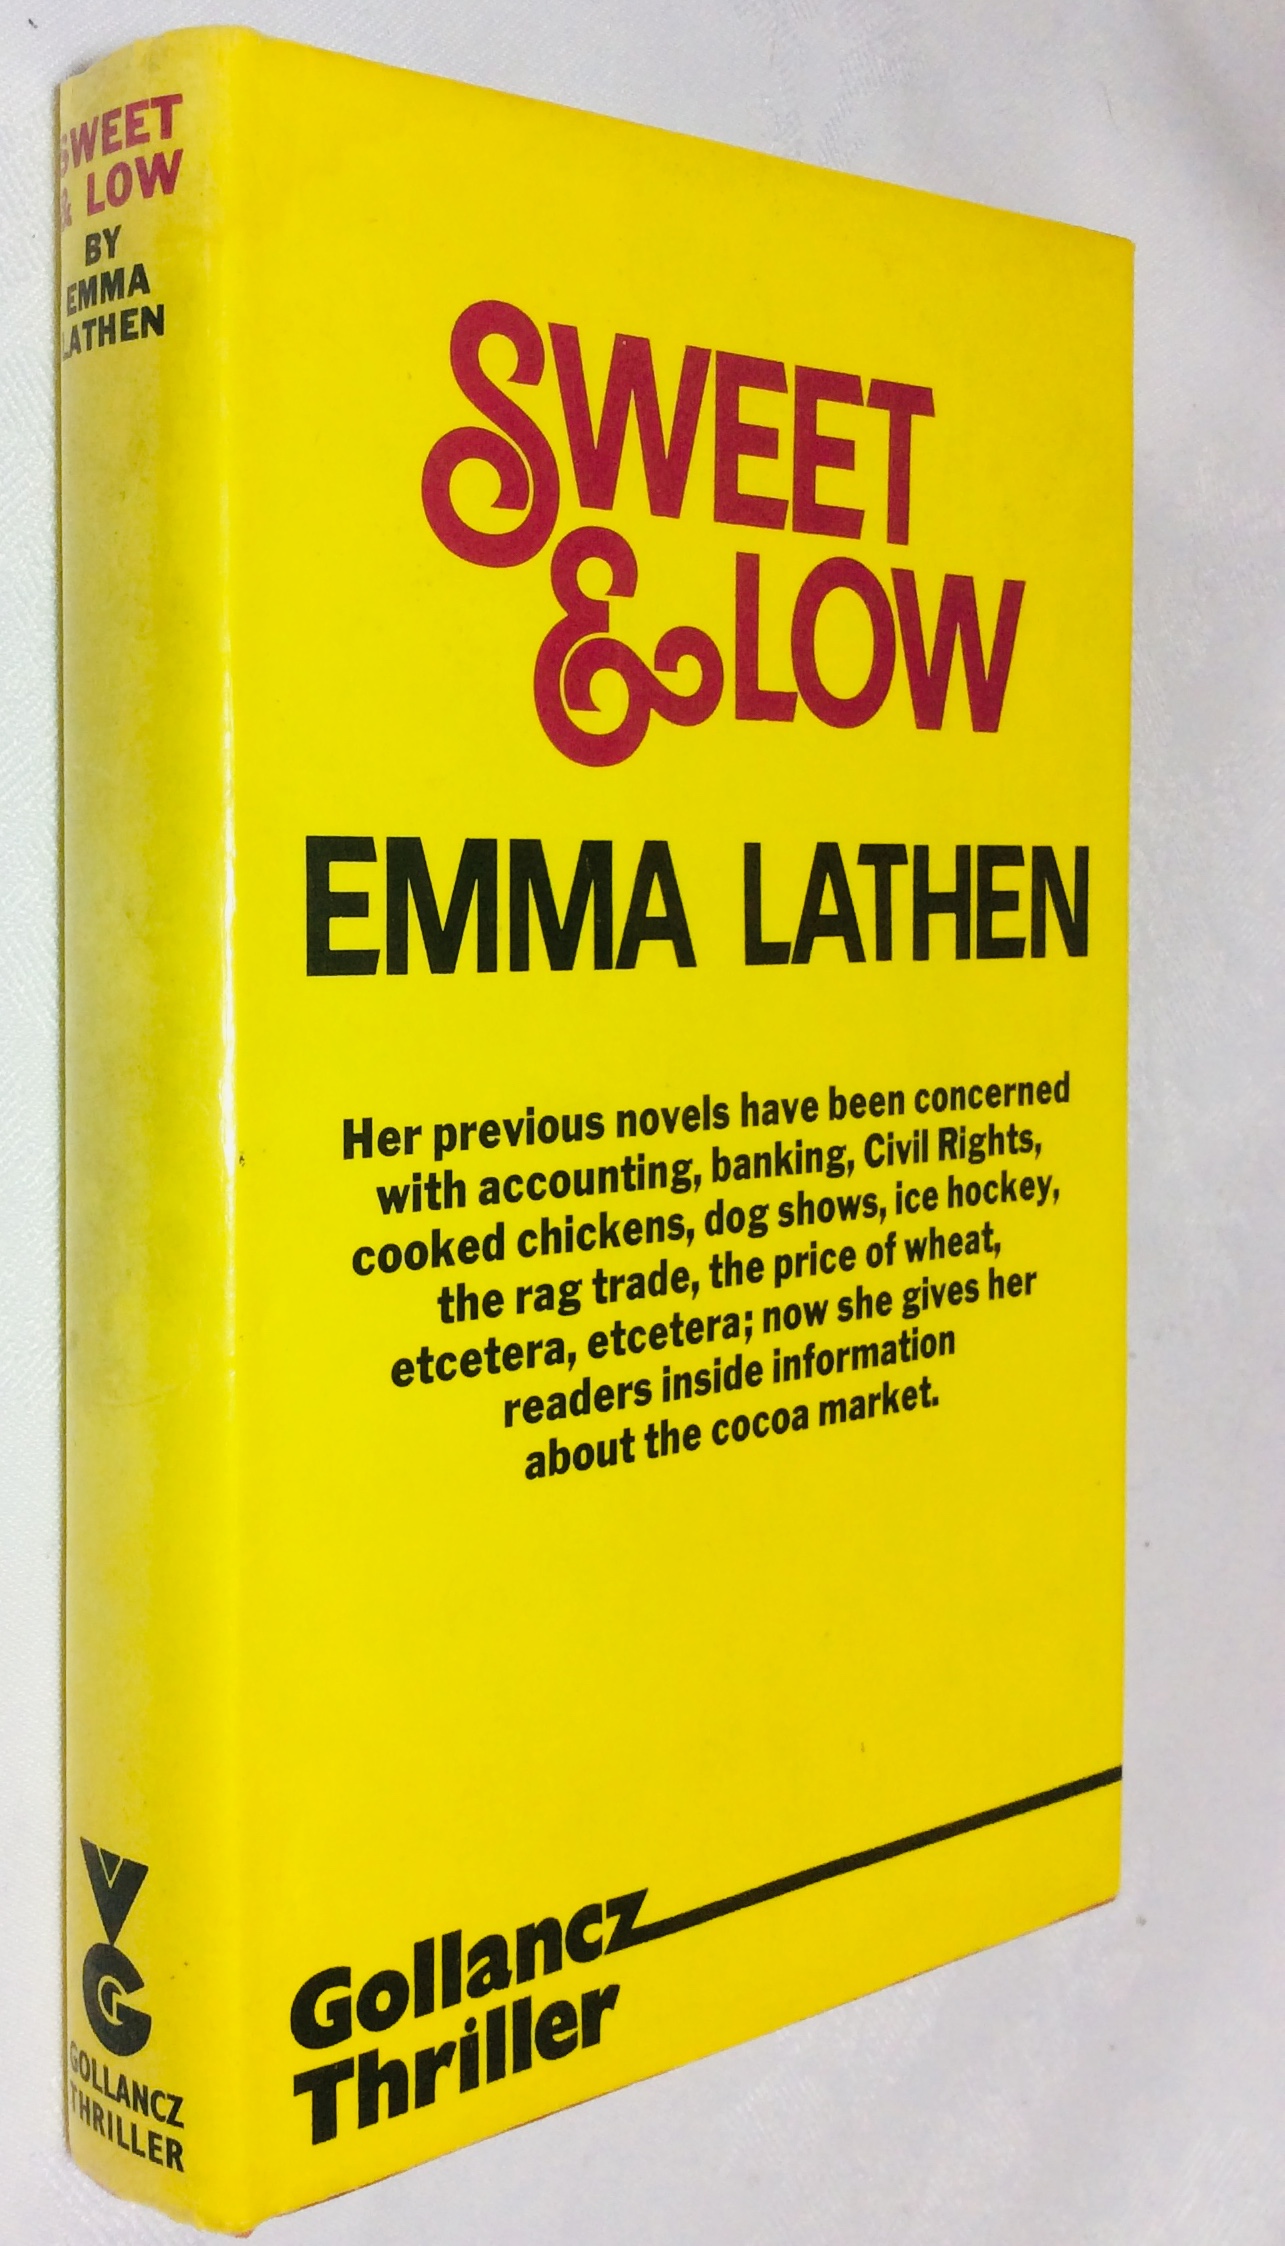 SWEET
& LOW
BY
EMMA
LATHEN
VG
GOLLANCZ
THRILLER
SWEET
& LOW
EMMA LATHEN
Her previous novels have been concerned
with accounting, banking, Civil Rights,
cooked chickens, dog shows, ice hockey,
the rag trade, the price of wheat,
etcetera, etcetera; now she gives her
readers inside information
about the cocoa market.
Gollancz
Thriller